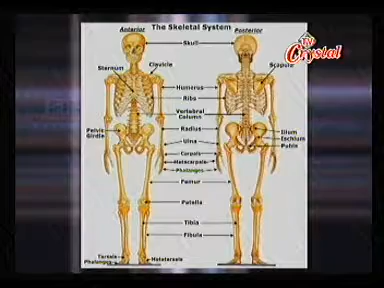 The Skeletal System
Anterior
Posterior
TV
Crystal
Skull
Sternum
Clavicle
Scapula
Humerus
Ribs
Vertebral
Column
Pelvic
Girdle
Radius
Ilium
Ischium
Pubis
Ulna
Carpals
Metacarpals
Phalanges
Femur
Patella
Tibia
Fibula
Tarsals
Phalanges
Metatarsals